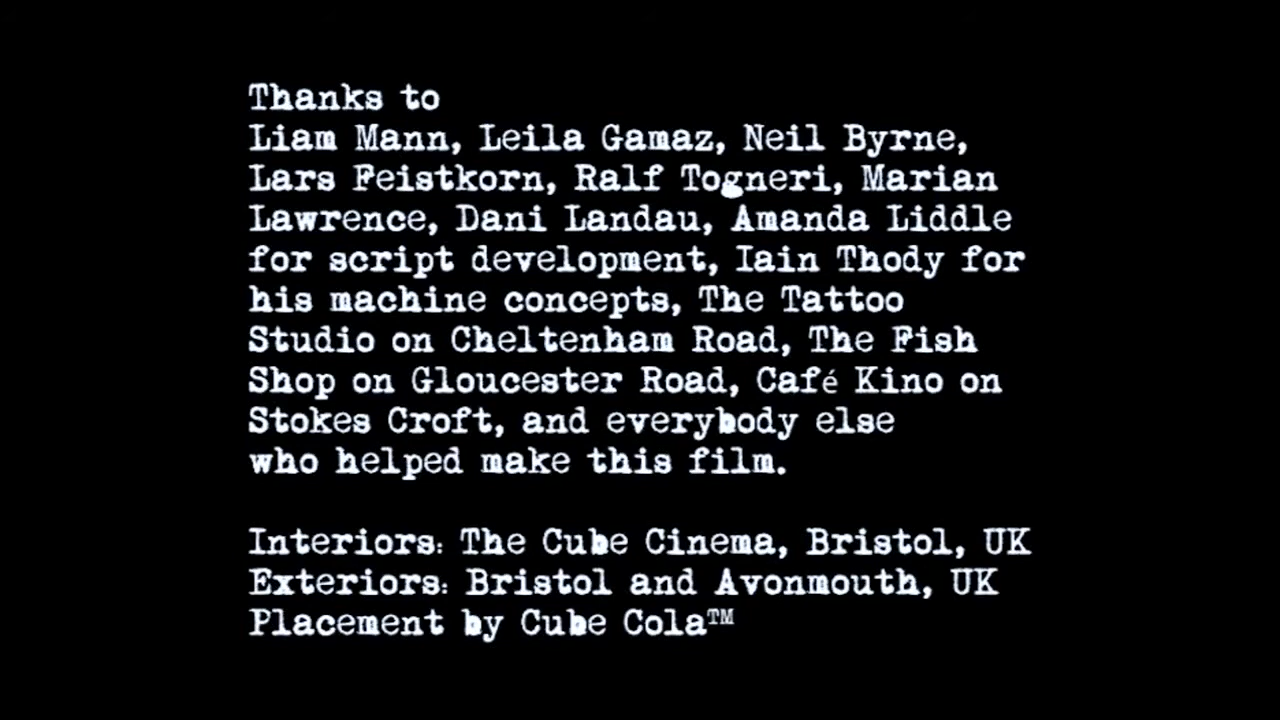 Thanks to
Liam Mann, Leila Gamaz, Neil Byrne,
Lars Feistkorn, Ralf Togneri, Marian
Lawrence, Dani Landau, Amanda Liddle
for script development, Iain Thody for
his machine concepts, The Tattoo
Studio on Cheltenham Road, The Fish
Shop on Gloucester Road, Café Kino on
Stokes Croft, and everybody else
who helped make this film.
Interiors: The Cube Cinema, Bristol, UK
Exteriors: Bristol and Avonmouth, UK
Placement by Cube Cola™